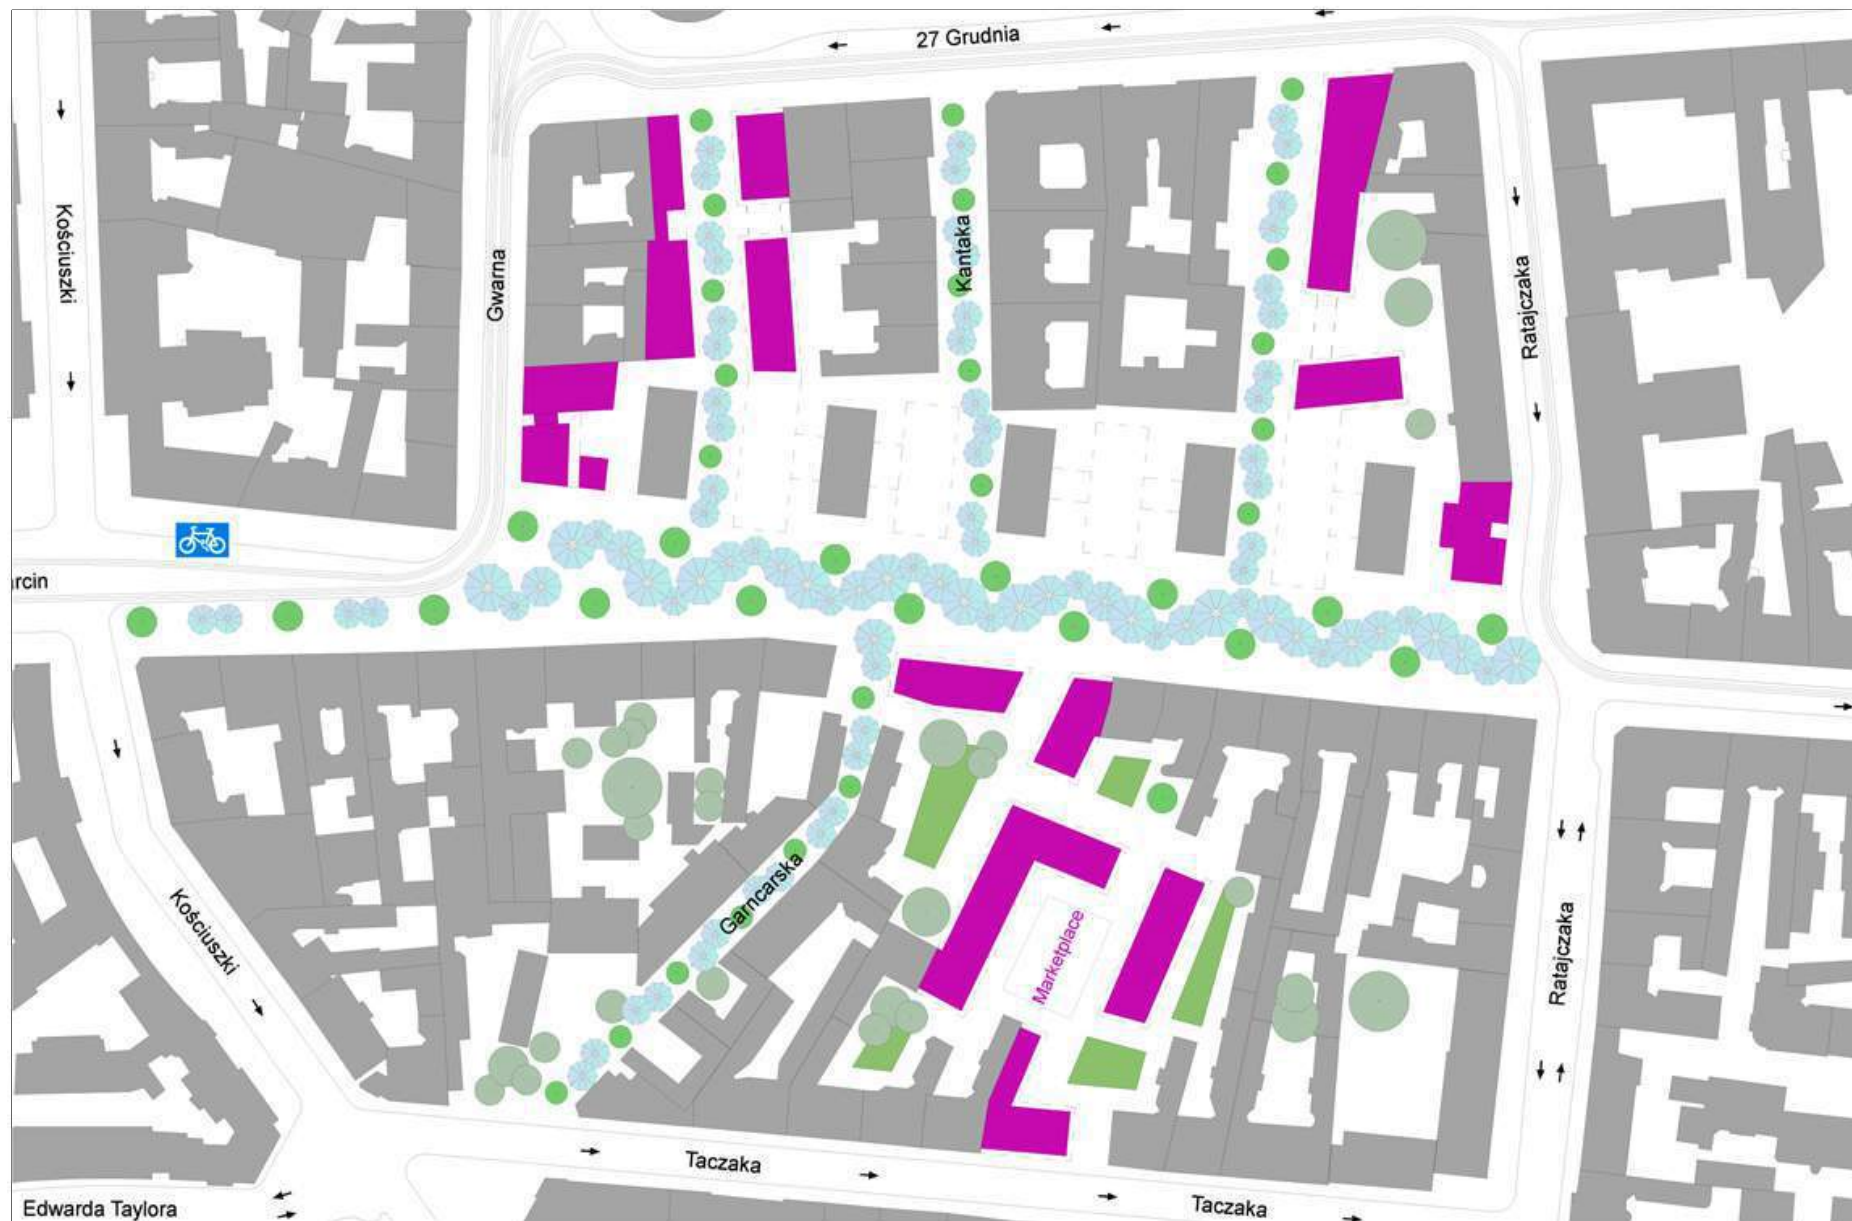 27 Grudnia
Kościuszki
Gwarna
Kantaka
Ratajczaka
rcin
Garncarska
Marketplace
Kościuszki
Ratajczaka
Taczaka
Taczaka
Edwarda Taylora